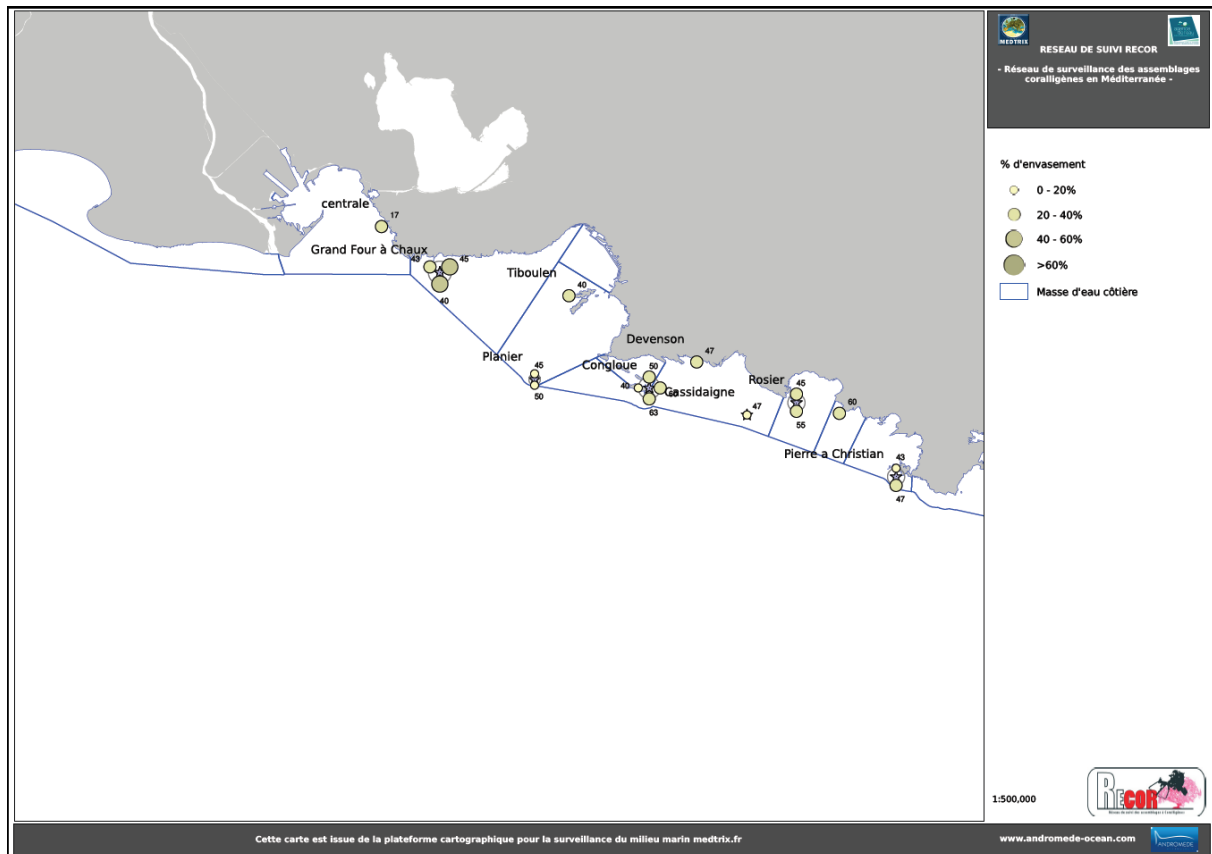 MEDTRIX
RESEAU DE SUIVI RECOR
- Réseau de surveillance des assemblages
coralligènes en Méditerranée -
% d'envasement
0 - 20%
20 - 40%
40 - 60%
>60%
Masse d'eau côtière
centrale
17
Grand Four à Chaux
43
45
40
Tiboulen
40
Devenson
47
Planier
45
50
Congloue
50
40
63
Cassidaigne
47
Rosier
45
55
60
Pierre a Christian
43
47
1:500,000
RECOR
Cette carte est issue de la plateforme cartographique pour la surveillance du milieu marin medtrix.fr
www.andromede-ocean.com
ANDROMEDE